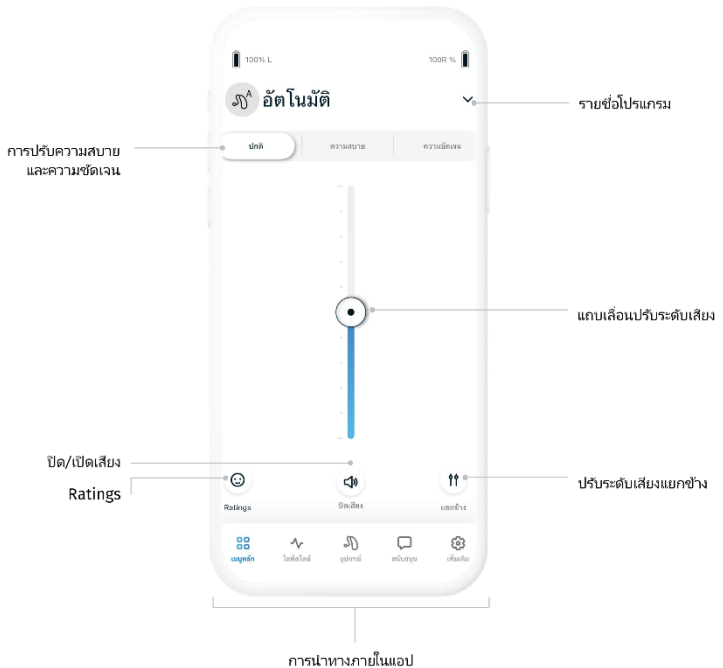 100% L
100R %
อัตโนมัติ
รายชื่อโปรแกรม
การปรับความสบาย
และความชัดเจน
ปกติ
ความสบาย
ความชัดเจน
แถบเลื่อนปรับระดับเสียง
ปิด/เปิดเสียง
Ratings
ปรับระดับเสียงแยกข้าง
Ratings
ปิดเสียง
แยกข้าง
เมนูหลัก
ไลฟ์สไตล์
อุปกรณ์
สนับสนุน
เพิ่มเติม
การนำทางภายในแอป